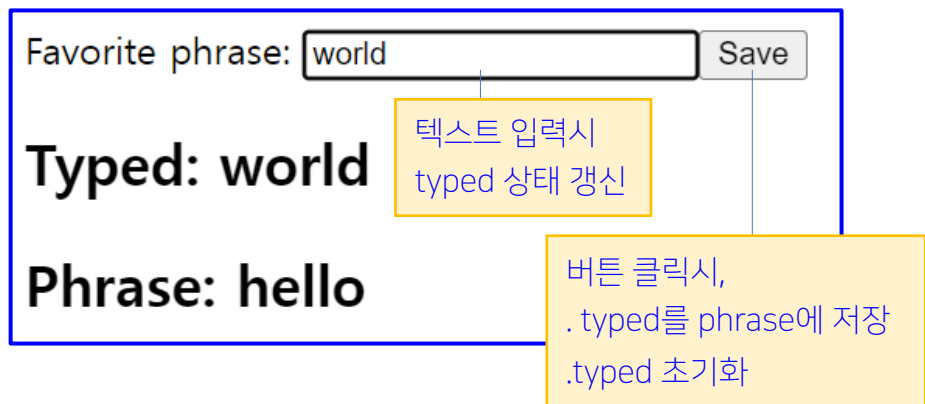 Favorite phrase: world Save
텍스트 입력시
typed 상태 갱신
Typed: world
버튼 클릭시,
. typed를 phrase에 저장
.typed 초기화
Phrase: hello